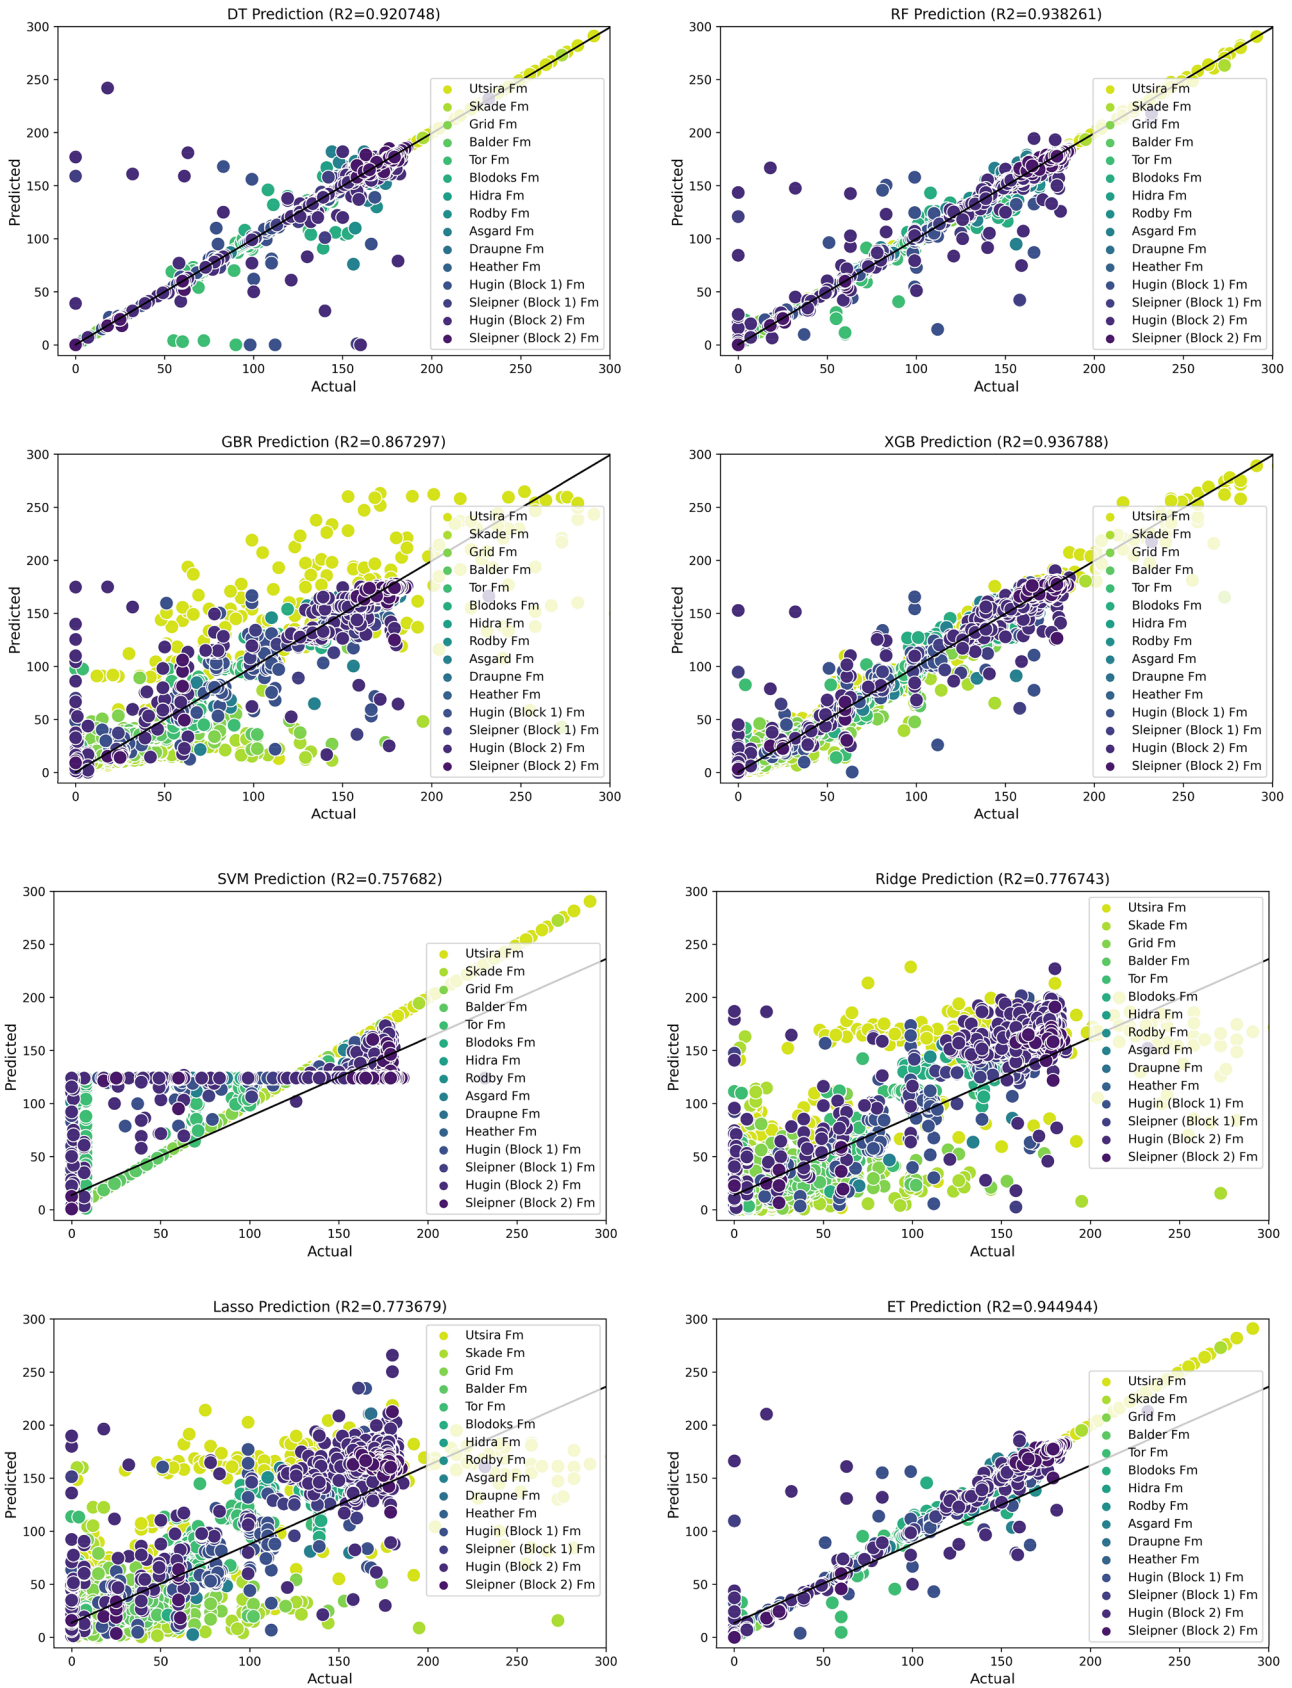 DT Prediction (R2=0.920748)
300
250
200
150
100
50
0
Predicted
Utsira Fm
Skade Fm
Grid Fm
Balder Fm
Tor Fm
Blodoks Fm
Hidra Fm
Rodby Fm
Asgard Fm
Draupne Fm
Heather Fm
Hugin (Block 1) Fm
Sleipner (Block 1) Fm
Hugin (Block 2) Fm
Sleipner (Block 2) Fm
0 50 100 150 200 250 300
Actual
RF Prediction (R2=0.938261)
300
250
200
150
100
50
0
Predicted
Utsira Fm
Skade Fm
Grid Fm
Balder Fm
Tor Fm
Blodoks Fm
Hidra Fm
Rodby Fm
Asgard Fm
Draupne Fm
Heather Fm
Hugin (Block 1) Fm
Sleipner (Block 1) Fm
Hugin (Block 2) Fm
Sleipner (Block 2) Fm
0 50 100 150 200 250 300
Actual
GBR Prediction (R2=0.867297)
300
250
200
150
100
50
0
Predicted
Utsira Fm
Skade Fm
Grid Fm
Balder Fm
Tor Fm
Blodoks Fm
Hidra Fm
Rodby Fm
Asgard Fm
Draupne Fm
Heather Fm
Hugin (Block 1) Fm
Sleipner (Block 1) Fm
Hugin (Block 2) Fm
Sleipner (Block 2) Fm
0 50 100 150 200 250 300
Actual
XGB Prediction (R2=0.936788)
300
250
200
150
100
50
0
Predicted
Utsira Fm
Skade Fm
Grid Fm
Balder Fm
Tor Fm
Blodoks Fm
Hidra Fm
Rodby Fm
Asgard Fm
Draupne Fm
Heather Fm
Hugin (Block 1) Fm
Sleipner (Block 1) Fm
Hugin (Block 2) Fm
Sleipner (Block 2) Fm
0 50 100 150 200 250 300
Actual
SVM Prediction (R2=0.757682)
300
250
200
150
100
50
0
Predicted
Utsira Fm
Skade Fm
Grid Fm
Balder Fm
Tor Fm
Blodoks Fm
Hidra Fm
Rodby Fm
Asgard Fm
Draupne Fm
Heather Fm
Hugin (Block 1) Fm
Sleipner (Block 1) Fm
Hugin (Block 2) Fm
Sleipner (Block 2) Fm
0 50 100 150 200 250 300
Actual
Ridge Prediction (R2=0.776743)
300
250
200
150
100
50
0
Predicted
Utsira Fm
Skade Fm
Grid Fm
Balder Fm
Tor Fm
Blodoks Fm
Hidra Fm
Rodby Fm
Asgard Fm
Draupne Fm
Heather Fm
Hugin (Block 1) Fm
Sleipner (Block 1) Fm
Hugin (Block 2) Fm
Sleipner (Block 2) Fm
0 50 100 150 200 250 300
Actual
Lasso Prediction (R2=0.773679)
300
250
200
150
100
50
0
Predicted
Utsira Fm
Skade Fm
Grid Fm
Balder Fm
Tor Fm
Blodoks Fm
Hidra Fm
Rodby Fm
Asgard Fm
Draupne Fm
Heather Fm
Hugin (Block 1) Fm
Sleipner (Block 1) Fm
Hugin (Block 2) Fm
Sleipner (Block 2) Fm
0 50 100 150 200 250 300
Actual
ET Prediction (R2=0.944944)
300
250
200
150
100
50
0
Predicted
Utsira Fm
Skade Fm
Grid Fm
Balder Fm
Tor Fm
Blodoks Fm
Hidra Fm
Rodby Fm
Asgard Fm
Draupne Fm
Heather Fm
Hugin (Block 1) Fm
Sleipner (Block 1) Fm
Hugin (Block 2) Fm
Sleipner (Block 2) Fm
0 50 100 150 200 250 300
Actual